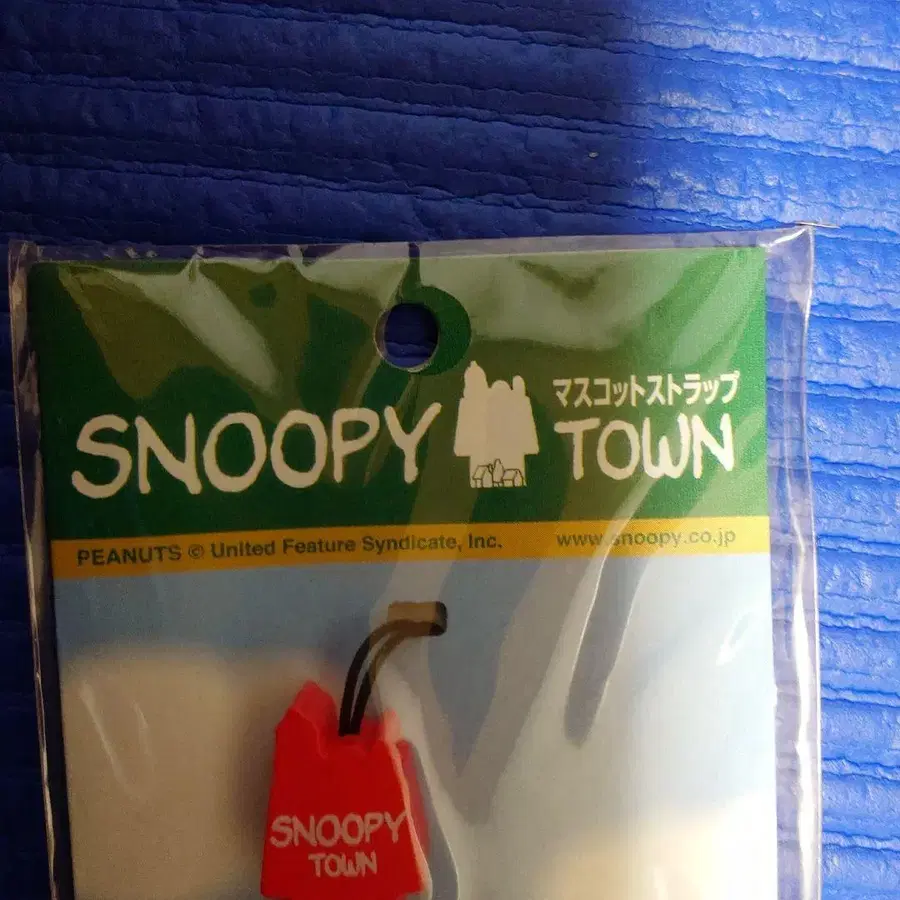 マスコットストラップ
SNOOPY TOWN
PEANUTS © United Feature Syndicate, Inc. www.snoopy.co.jp
SNOOPY
TOWN